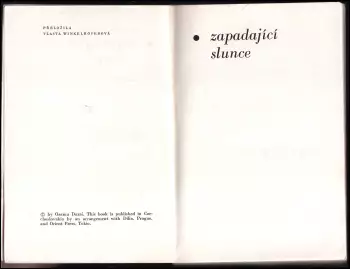 PŘELOŽILA
VLASTA WINKELHÖFEROVÁ
© by Osamu Dazai. This book is published in Cze-
choslovakia by an arrangement with Dilia, Prague,
and Orient Press, Tokio.
• zapadající
slunce